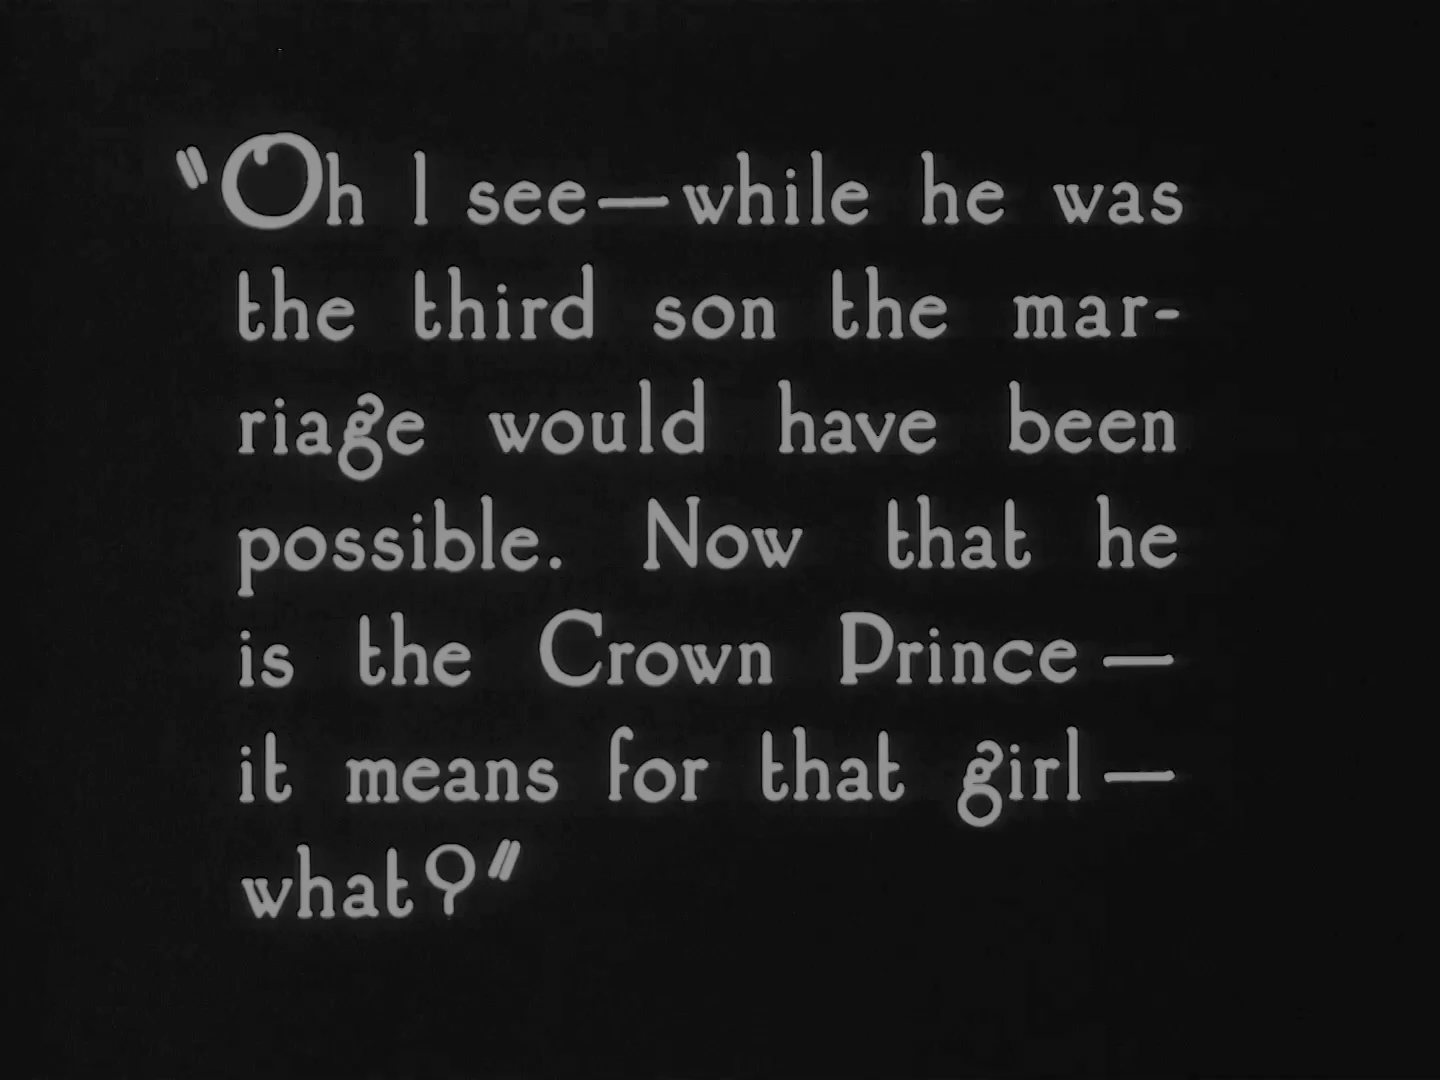 "Oh I see—while he was
the third son the mar-
riage would have been
possible. Now that he
is the Crown Prince—
it means for that girl—
what?"